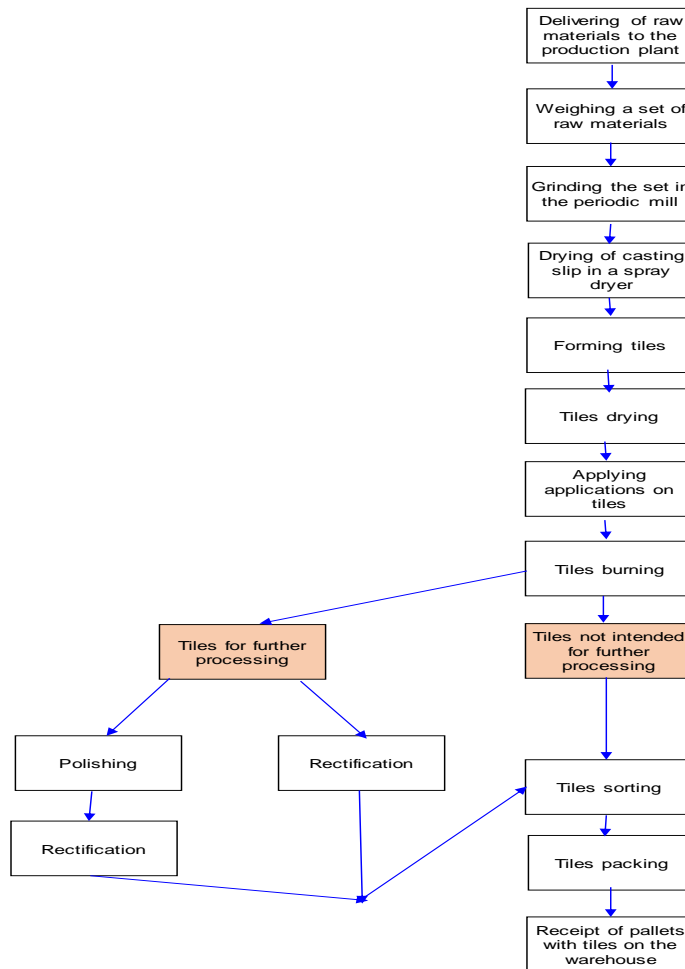 Delivering of raw
materials to the
production plant
Weighing a set of
raw materials
Grinding the set in
the periodic mill
Drying of casting
slip in a spray
dryer
Forming tiles
Tiles drying
Applying
applications on
tiles
Tiles burning
Tiles for further
processing
Tiles not intended
for further
processing
Polishing
Rectification
Tiles sorting
Rectification
Tiles packing
Receipt of pallets
with tiles on the
warehouse